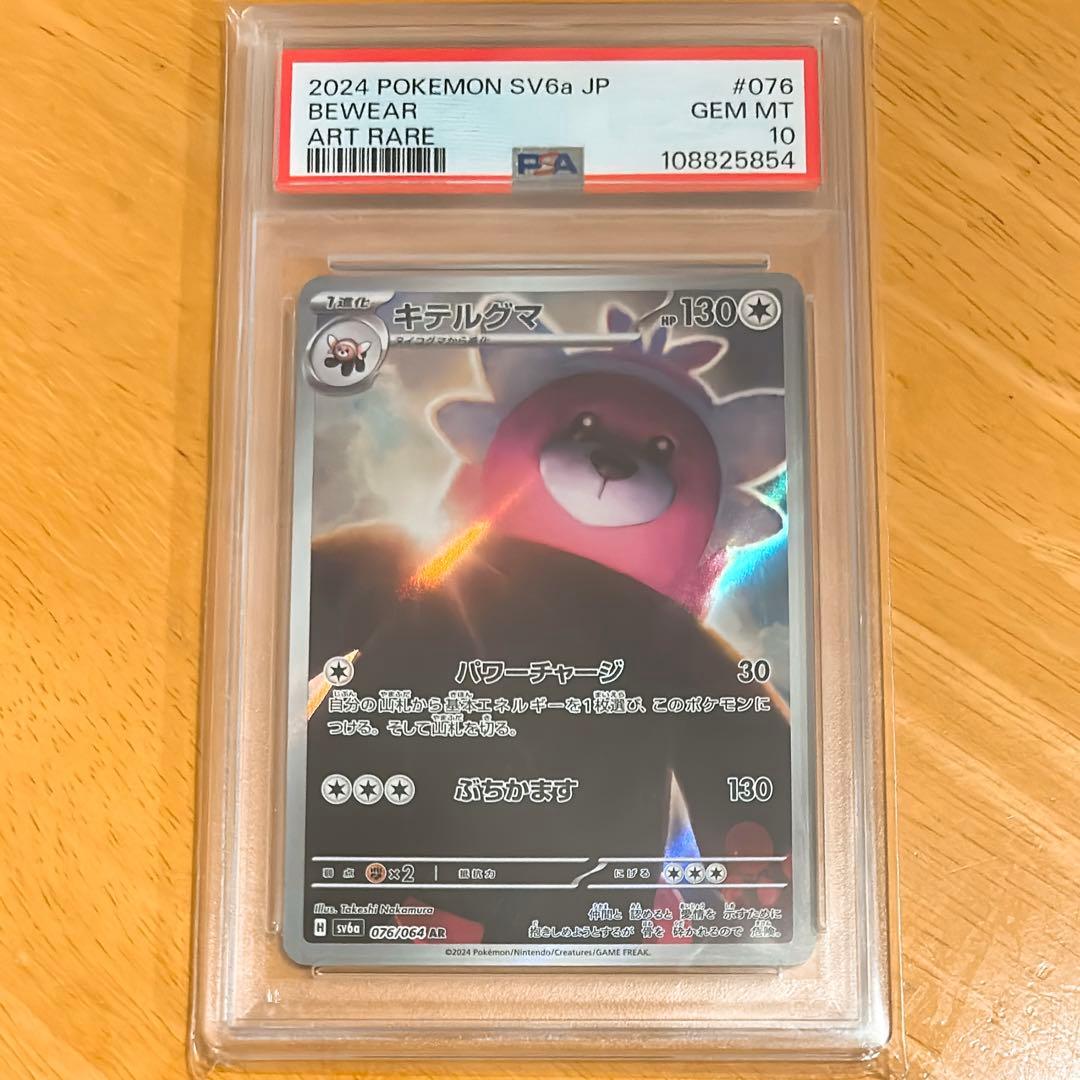 2024 POKEMON SV6a JP #076
BEWEAR GEM MT
ART RARE 10
PSA 108825854
1進化 キテルグマ HP 130
ヌイコグマから進化
パワーチャージ 30
自分の山札から基本エネルギーを1枚選び、このポケモンに
つける。そして山札を切る。
ぶちかます 130
弱点 ×2 抵抗力 にげる
Illus. Takeshi Nakamura
H sv6a 076/064 AR
仲間と 認めると 愛情を 示すために
抱きしめようとするが 骨を 砕かれるので 危険。
©2024 Pokémon/Nintendo/Creatures/GAME FREAK.